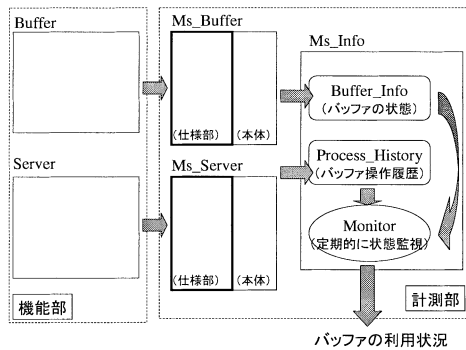 Buffer
Ms_Buffer
Ms_Info
Buffer_Info
(バッファの状態)
(仕様部)
(本体)
Server
Ms_Server
Process_History
(バッファ操作履歴)
Monitor
(定期的に状態監視)
(仕様部)
(本体)
機能部
計測部
バッファの利用状況